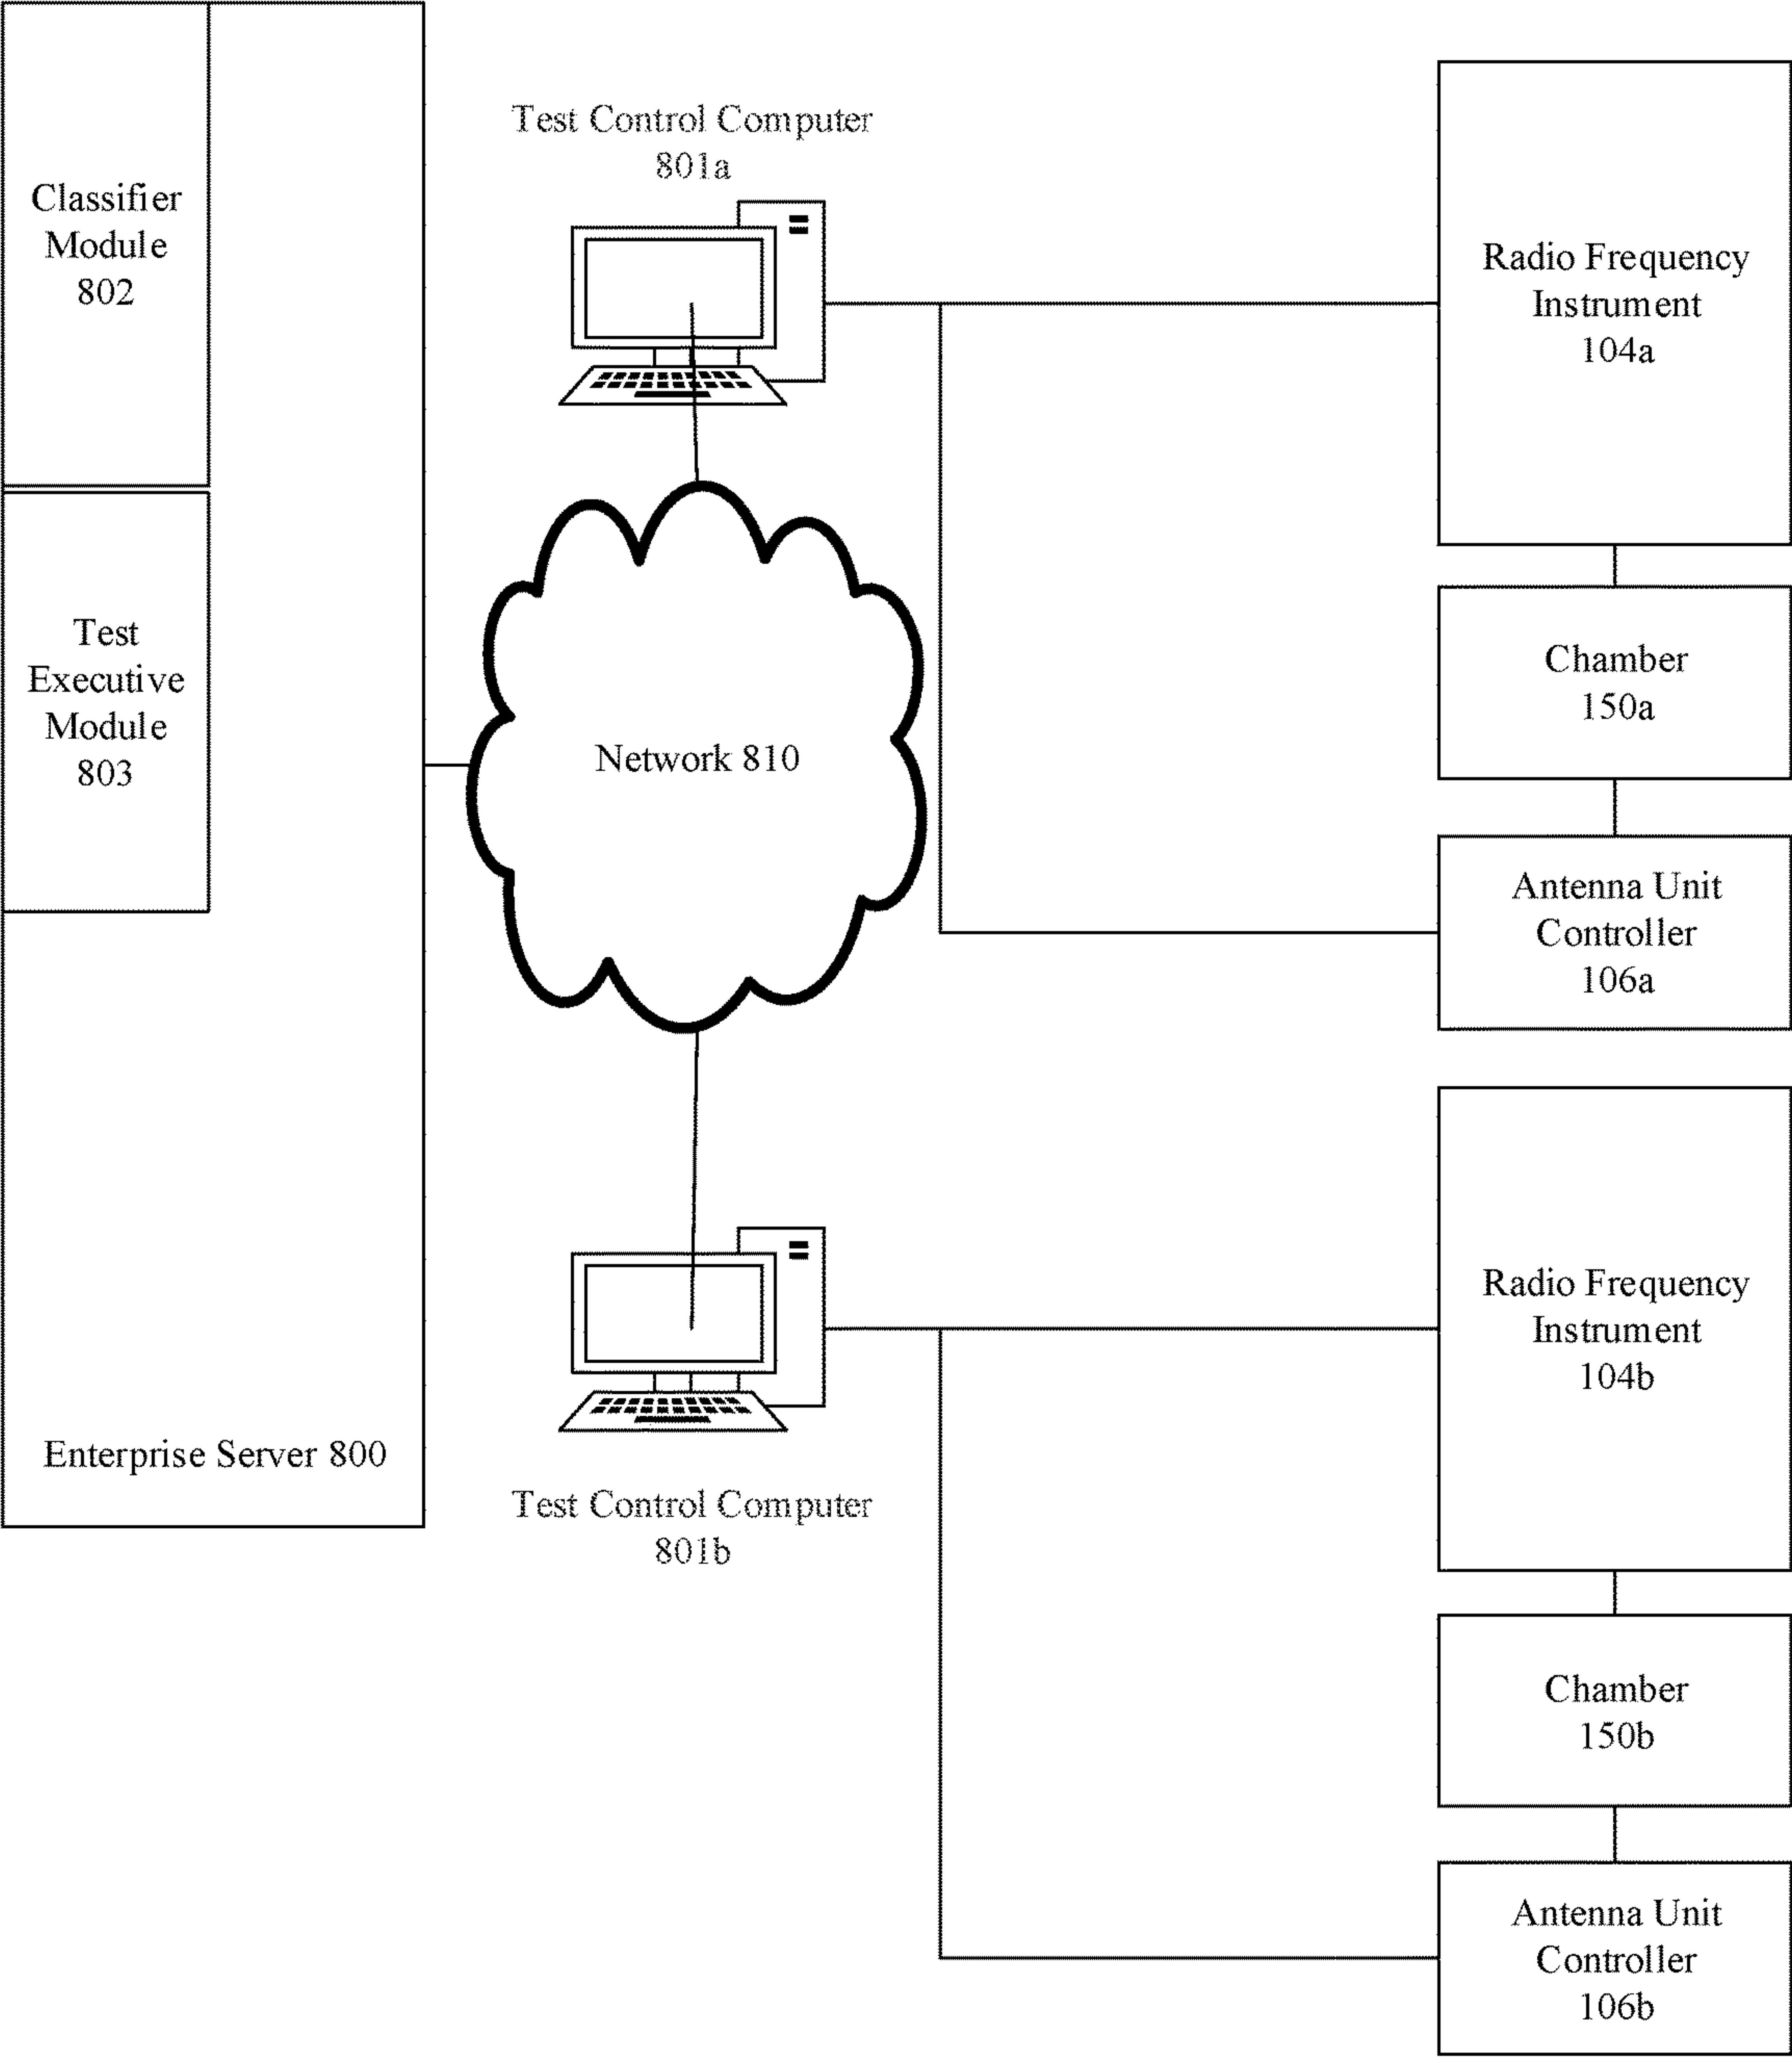 Classifier
Module
802
Test
Executive
Module
803
Enterprise Server 800
Test Control Computer
801a
Network 810
Test Control Computer
801b
Radio Frequency
Instrument
104a
Chamber
150a
Antenna Unit
Controller
106a
Radio Frequency
Instrument
104b
Chamber
150b
Antenna Unit
Controller
106b